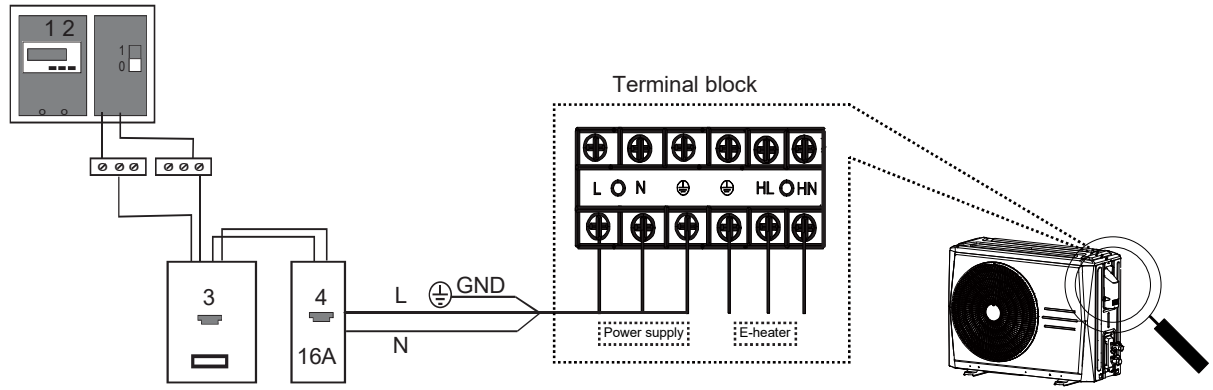 1 2
1
0
Terminal block
L N ⏚ ⏚ HL HN
3
4
16A
L
GND
N
Power supply
E-heater